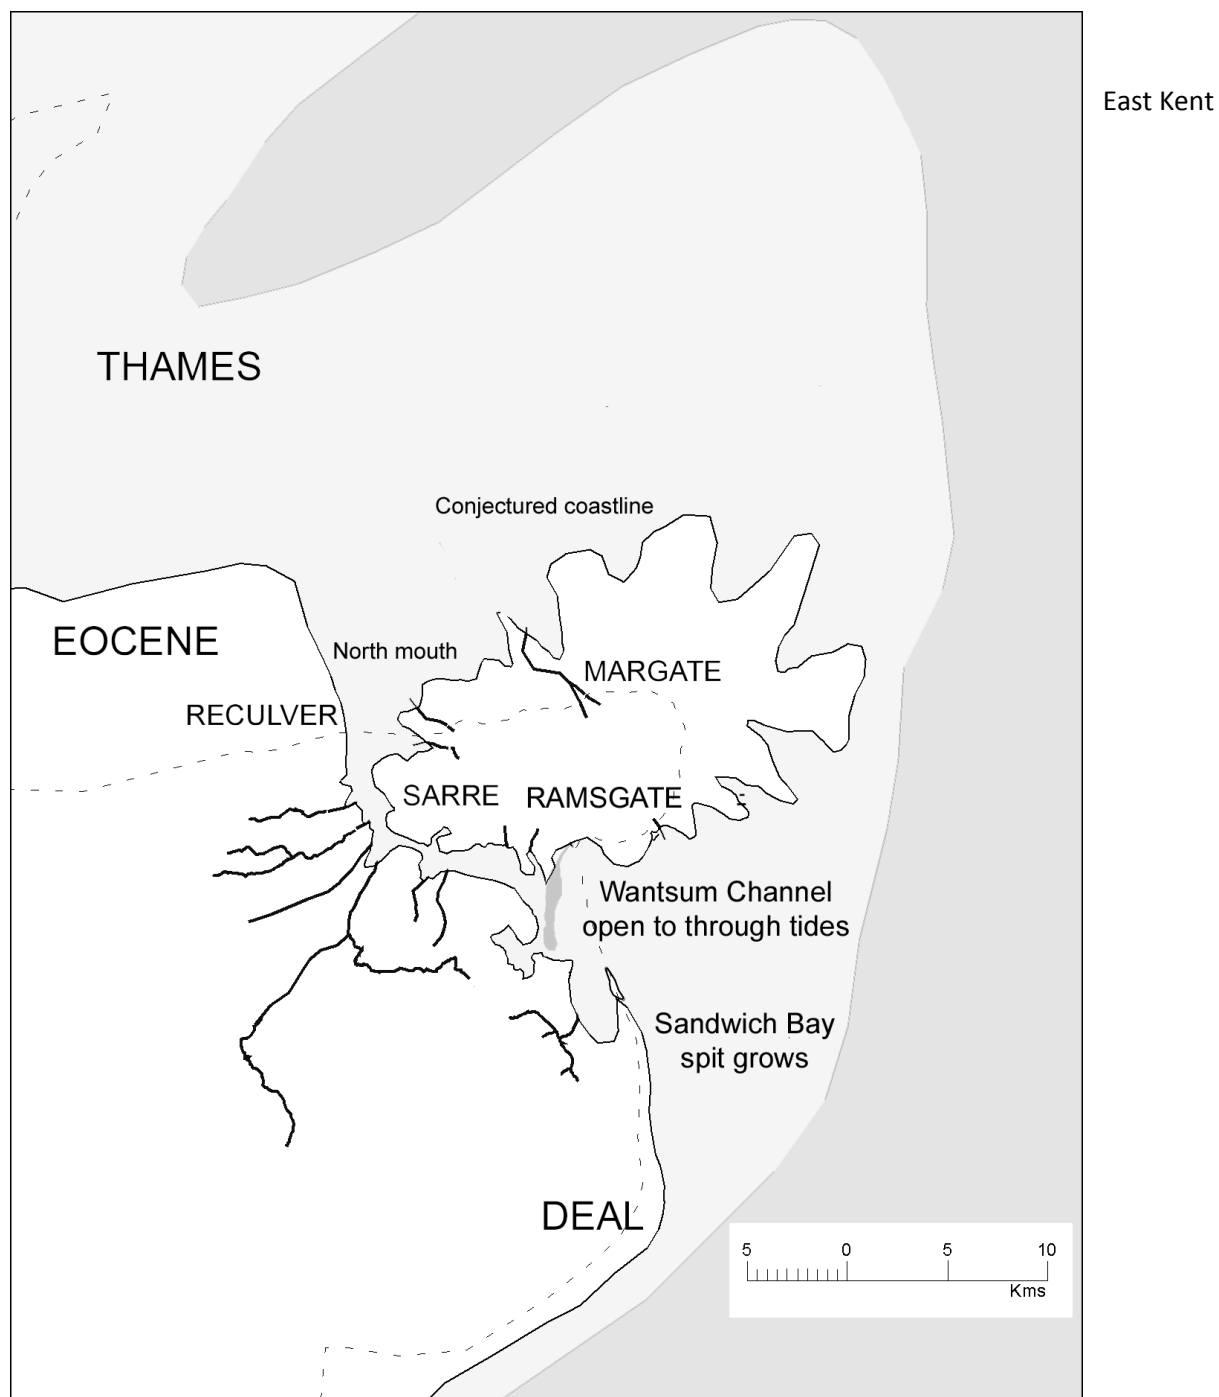 East Kent
THAMES
Conjectured coastline
EOCENE
North mouth
MARGATE
RECULVER
SARRE
RAMSGATE
Wantsum Channel
open to through tides
Sandwich Bay
spit grows
DEAL
5 0 5 10
Kms